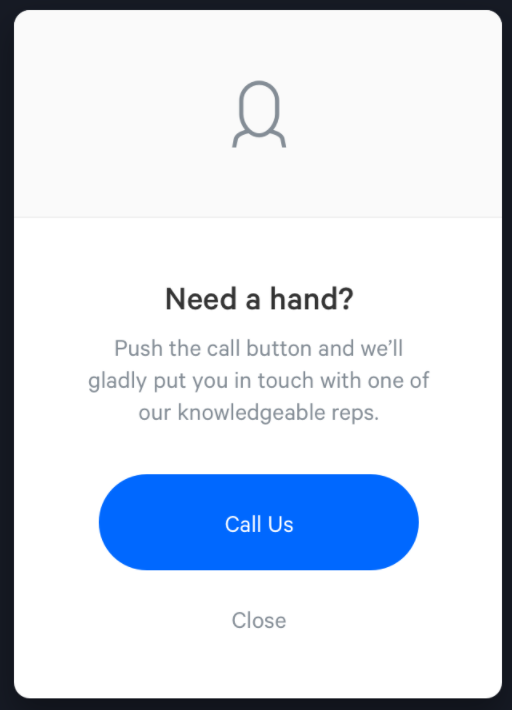 Need a hand?
Push the call button and we’ll
gladly put you in touch with one of
our knowledgeable reps.
Call Us
Close